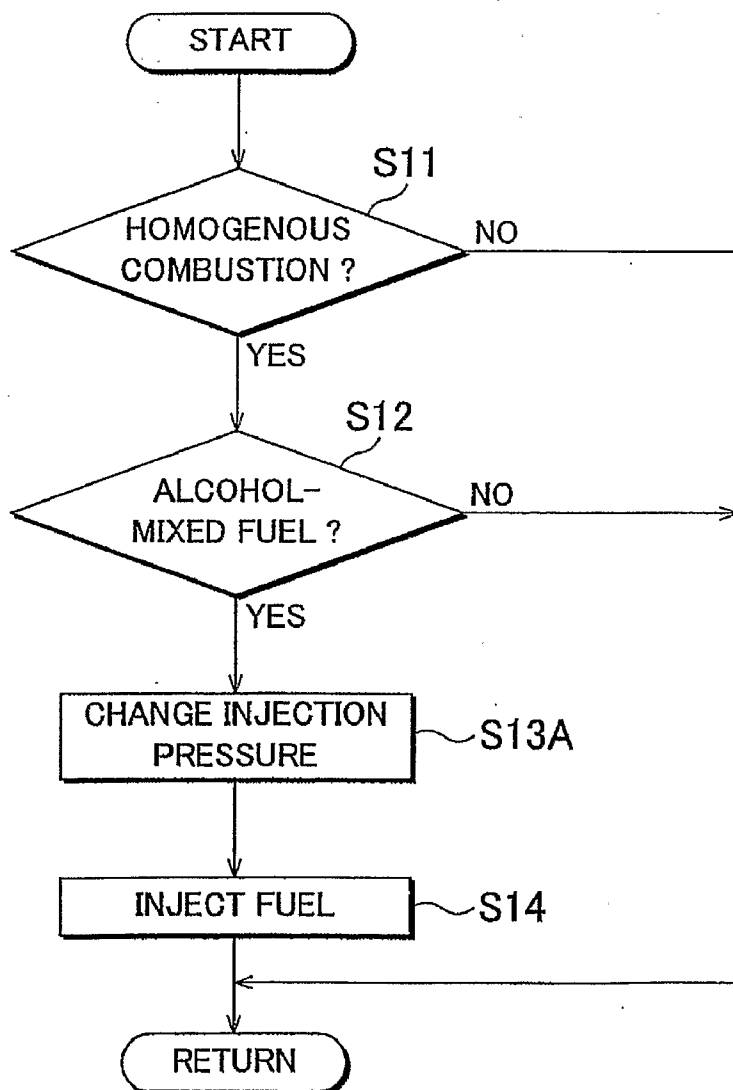 START
S11
HOMOGENOUS
COMBUSTION ?
NO
YES
S12
ALCOHOL-
MIXED FUEL ?
NO
YES
CHANGE INJECTION
PRESSURE
S13A
INJECT FUEL
S14
RETURN